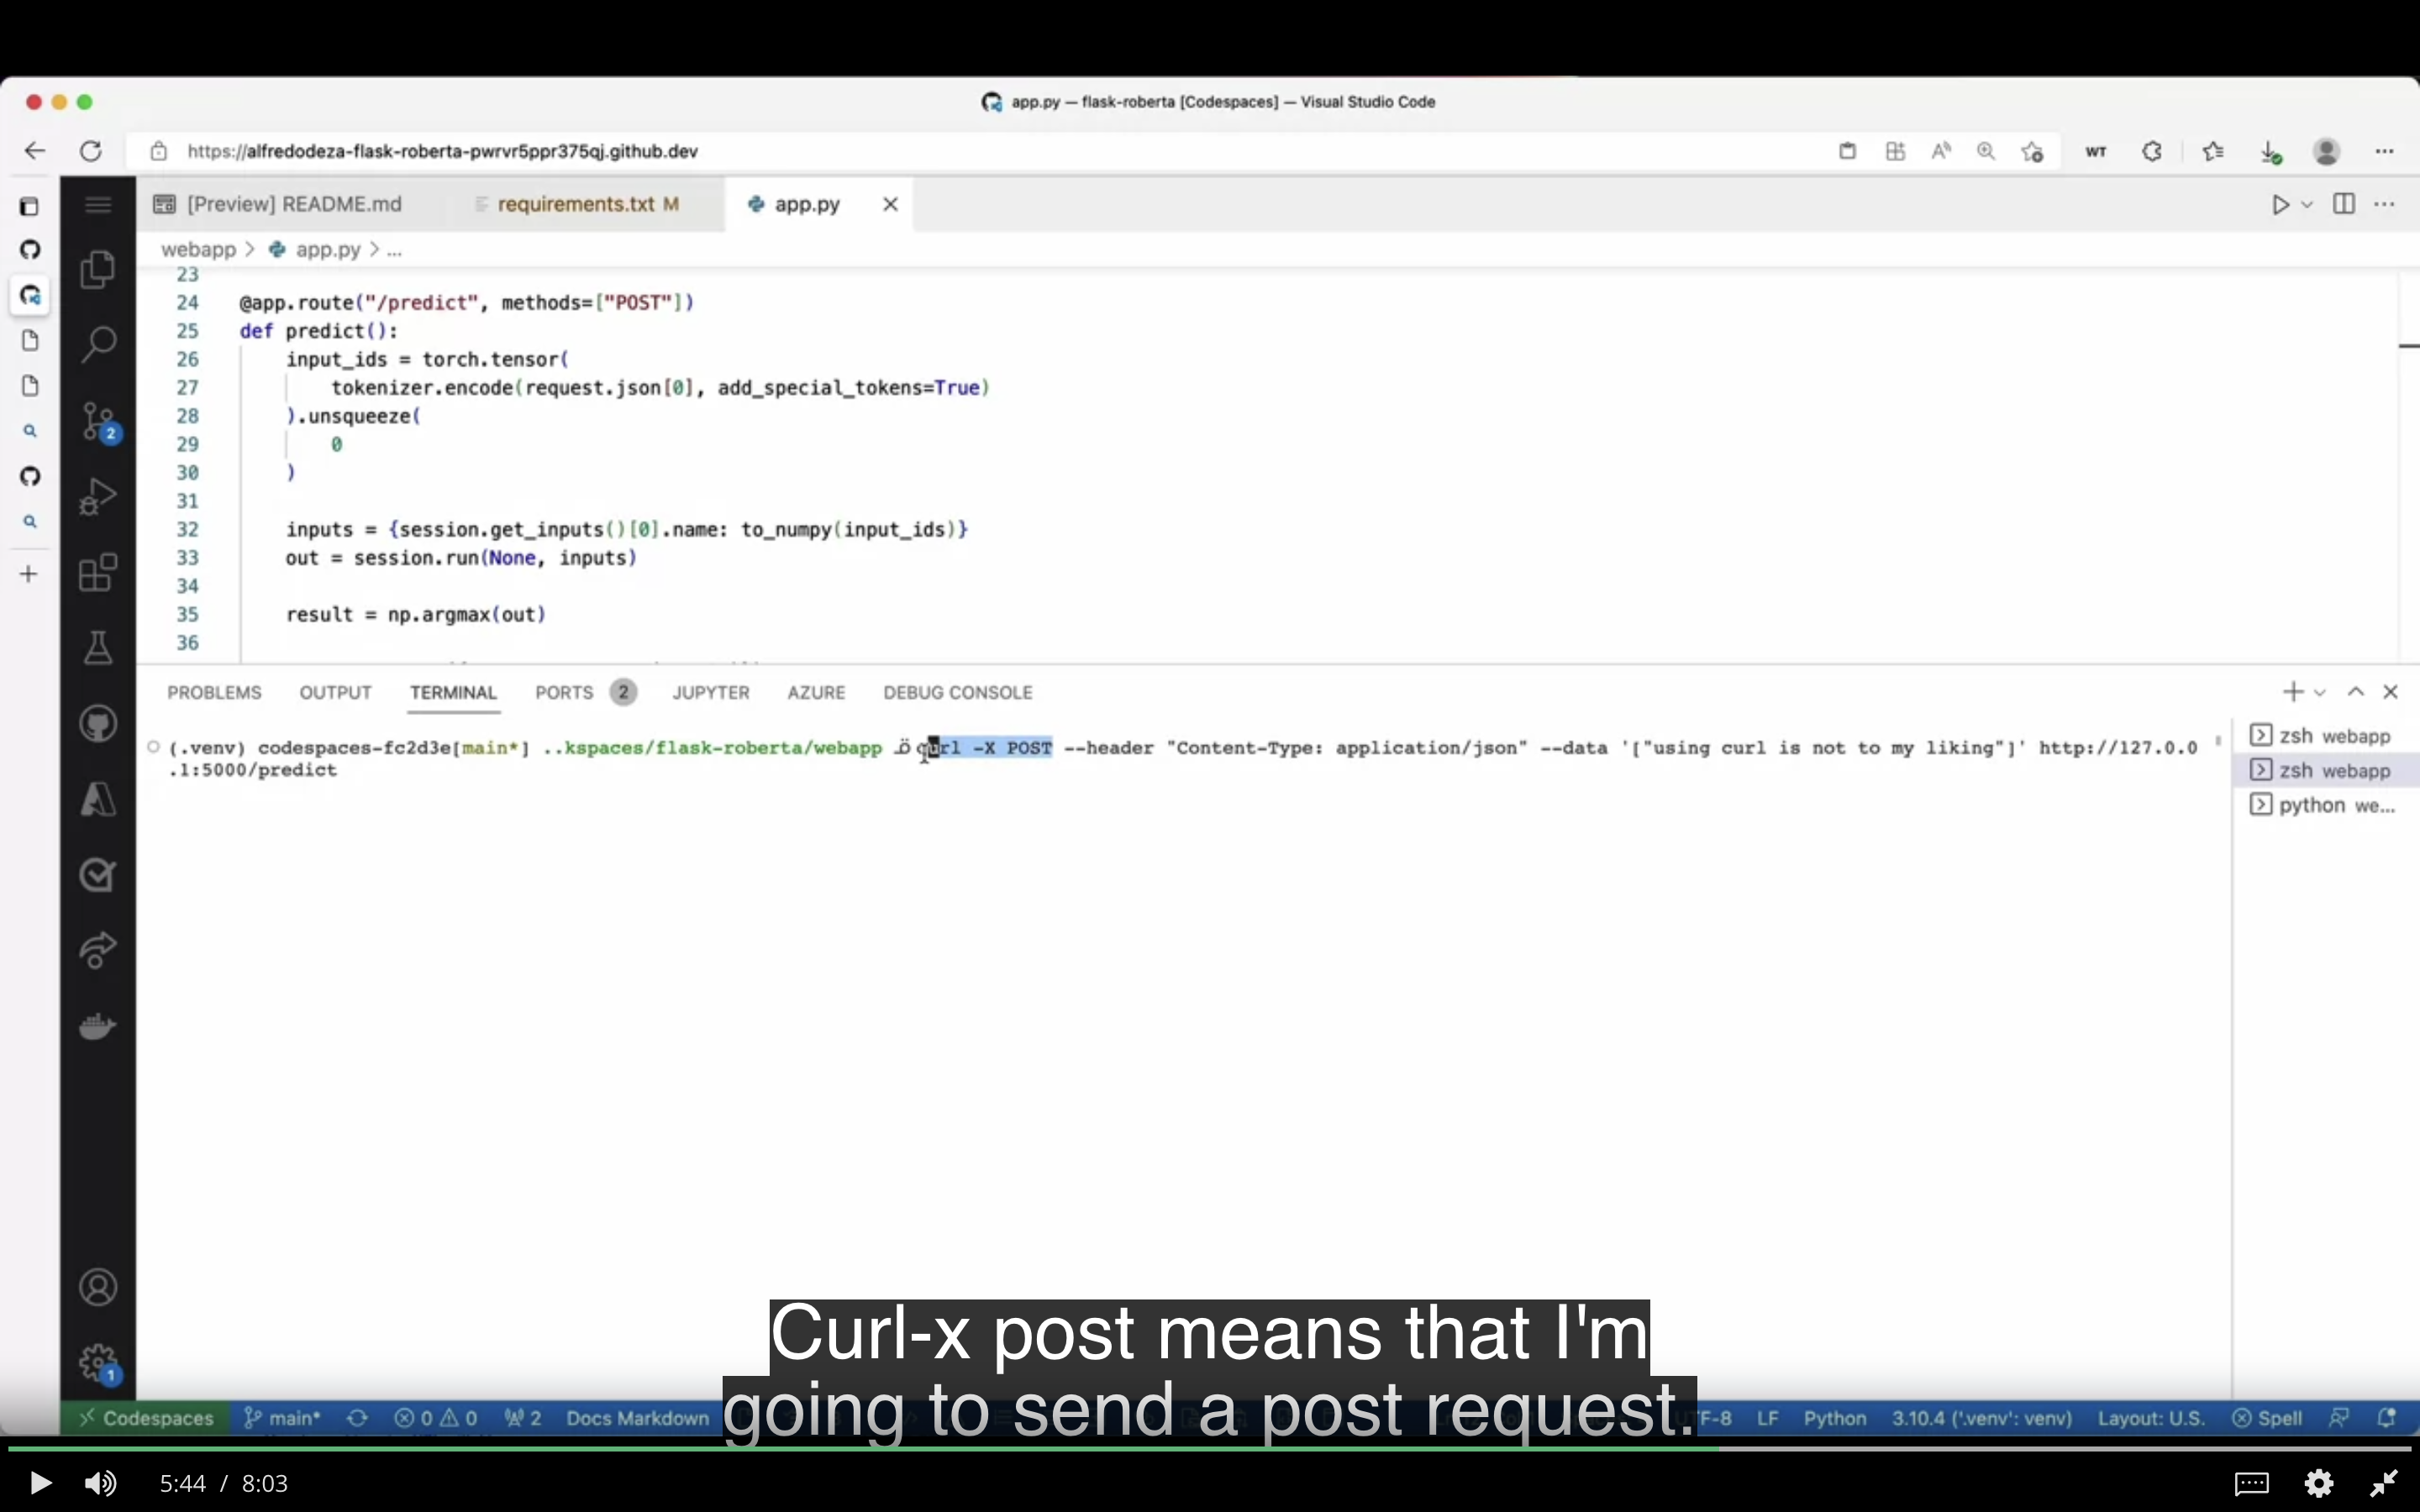 app.py — flask-roberta [Codespaces] — Visual Studio Code
https://alfredodeza-flask-roberta-pwrvr5ppr375qj.github.dev
WT
[Preview] README.md
requirements.txt M
app.py
webapp > app.py > ...
23
24 @app.route("/predict", methods=["POST"])
25 def predict():
26 input_ids = torch.tensor(
27 tokenizer.encode(request.json[0], add_special_tokens=True)
28 ).unsqueeze(
29 0
30 )
31
32 inputs = {session.get_inputs()[0].name: to_numpy(input_ids)}
33 out = session.run(None, inputs)
34
35 result = np.argmax(out)
36
2
PROBLEMS OUTPUT TERMINAL PORTS 2 JUPYTER AZURE DEBUG CONSOLE
(.venv) codespaces-fc2d3e[main*] ..kspaces/flask-roberta/webapp curl -X POST --header "Content-Type: application/json" --data '["using curl is not to my liking"]' http://127.0.0
.1:5000/predict
zsh webapp
zsh webapp
python we...
1
Curl-x post means that I'm
going to send a post request.
Codespaces main* 0 0 2 Docs Markdown
TF-8 LF Python 3.10.4 ('.venv': venv) Layout: U.S. Spell
5:44 / 8:03